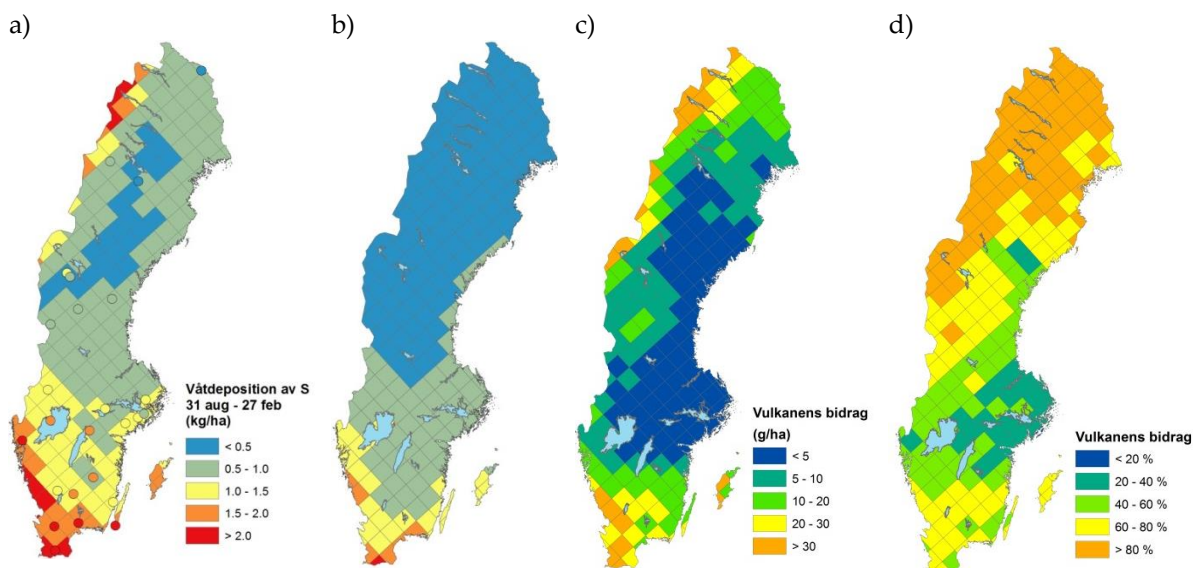 a)
b)
c)
d)
Våtdeposition av S
31 aug - 27 feb
(kg/ha)
< 0.5
0.5 - 1.0
1.0 - 1.5
1.5 - 2.0
> 2.0
Vulkanens bidrag
(g/ha)
< 5
5 - 10
10 - 20
20 - 30
> 30
Vulkanens bidrag
< 20 %
20 - 40 %
40 - 60 %
60 - 80 %
> 80 %